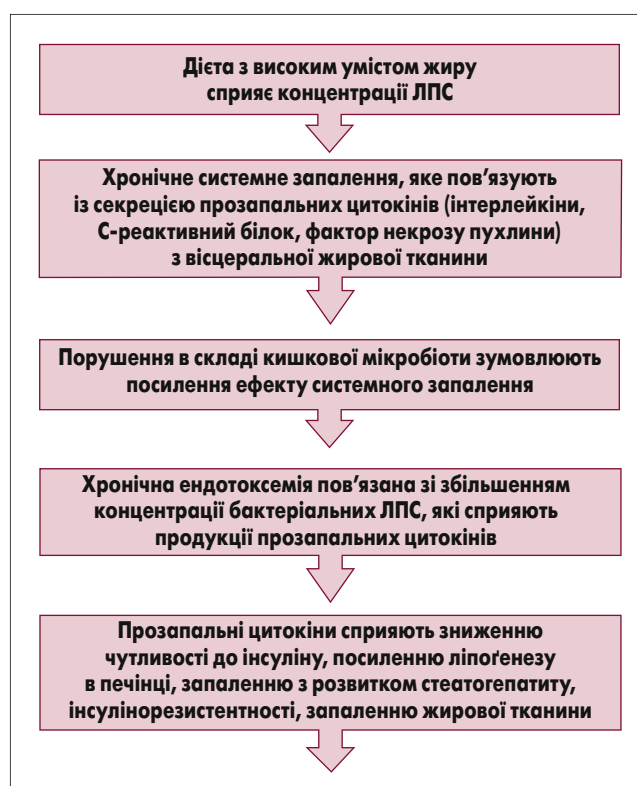 Дієта з високим умістом жиру
сприяє концентрації ЛПС
Хронічне системне запалення, яке пов’язують
із секрецією прозапальних цитокінів (інтерлейкіни,
С-реактивний білок, фактор некрозу пухлини)
з вісцеральної жирової тканини
Порушення в складі кишкової мікробіоти зумовлюють
посилення ефекту системного запалення
Хронічна ендотоксемія пов’язана зі збільшенням
концентрації бактеріальних ЛПС, які сприяють
продукції прозапальних цитокінів
Прозапальні цитокіни сприяють зниженню
чутливості до інсуліну, посиленню ліпоґенезу
в печінці, запаленню з розвитком стеатогепатиту,
інсулінорезистентності, запаленню жирової тканини